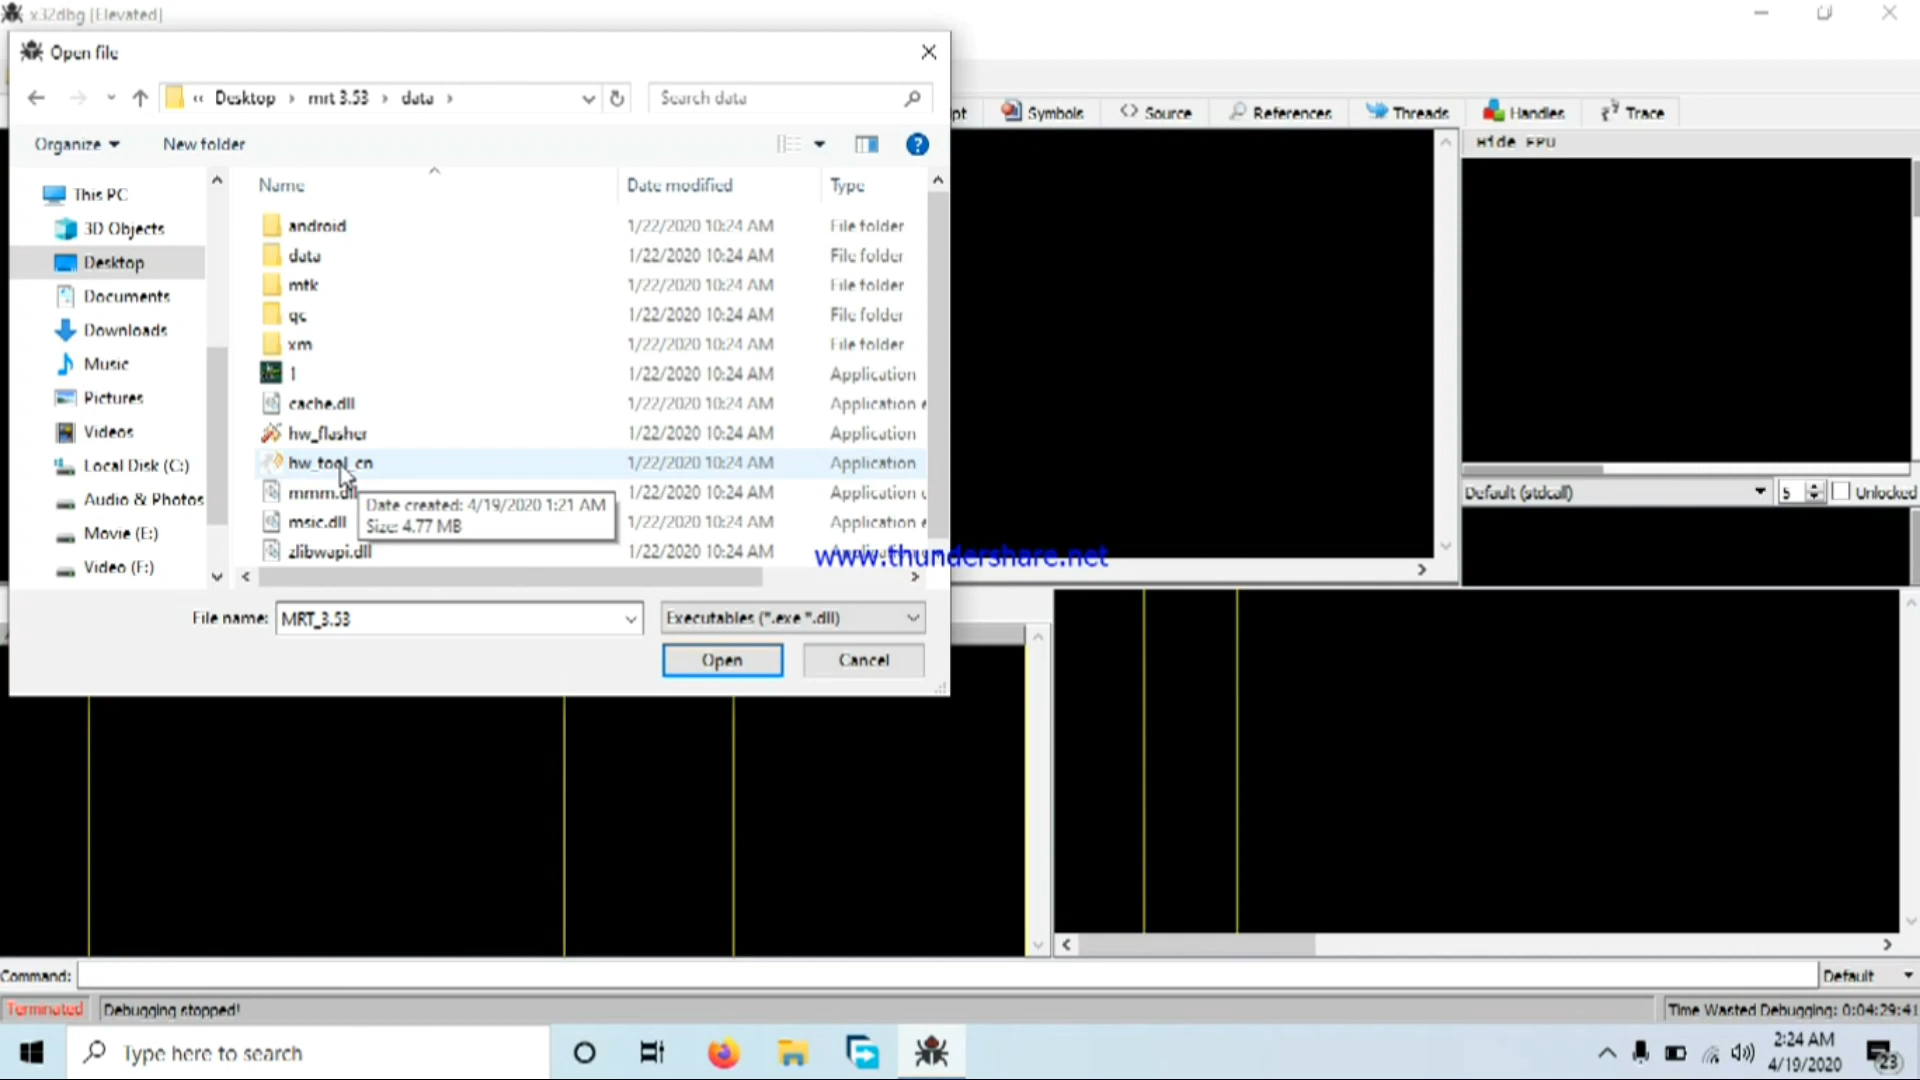 x32dbg [Elevated]
Open file
« Desktop › mrt 3.53 › data ›
Search data
pt
Symbols
Source
References
Threads
Handles
Trace
Organize
New folder
Hide FPU
This PC
3D Objects
Desktop
Documents
Downloads
Music
Pictures
Videos
Local Disk (C:)
Audio & Photos
Movie (E:)
Video (F:)
Name
Date modified
Type
android 1/22/2020 10:24 AM File folder
data 1/22/2020 10:24 AM File folder
mtk 1/22/2020 10:24 AM File folder
qc 1/22/2020 10:24 AM File folder
xm 1/22/2020 10:24 AM File folder
1 1/22/2020 10:24 AM Application
cache.dll 1/22/2020 10:24 AM Application e
hw_flasher 1/22/2020 10:24 AM Application
hw_tool_cn 1/22/2020 10:24 AM Application
mmm.dll 1/22/2020 10:24 AM Application e
msic.dll 1/22/2020 10:24 AM Application e
zlibwapi.dll 1/22/2020 10:24 AM
Date created: 4/19/2020 1:21 AM
Size: 4.77 MB
www.thundershare.net
Default (stdcall)
5
Unlocked
File name: MRT_3.53
Executables (*.exe *.dll)
Open
Cancel
Command:
Default
Terminated
Debugging stopped!
Time Wasted Debugging: 0:04:29:41
Type here to search
2:24 AM
4/19/2020
23